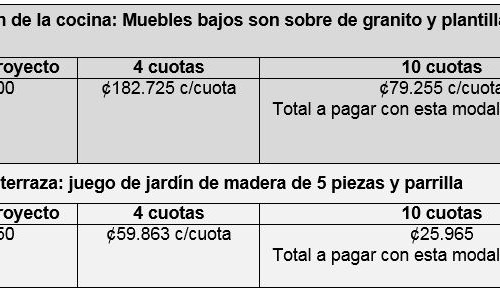 n de la cocina: Muebles bajos son sobre de granito y plantilla
royecto 4 cuotas 10 cuotas
00 ₡182.725 c/cuota ₡79.255 c/cuota
Total a pagar con esta modal
terraza: juego de jardín de madera de 5 piezas y parrilla
royecto 4 cuotas 10 cuotas
50 ₡59.863 c/cuota ₡25.965
Total a pagar con esta modal